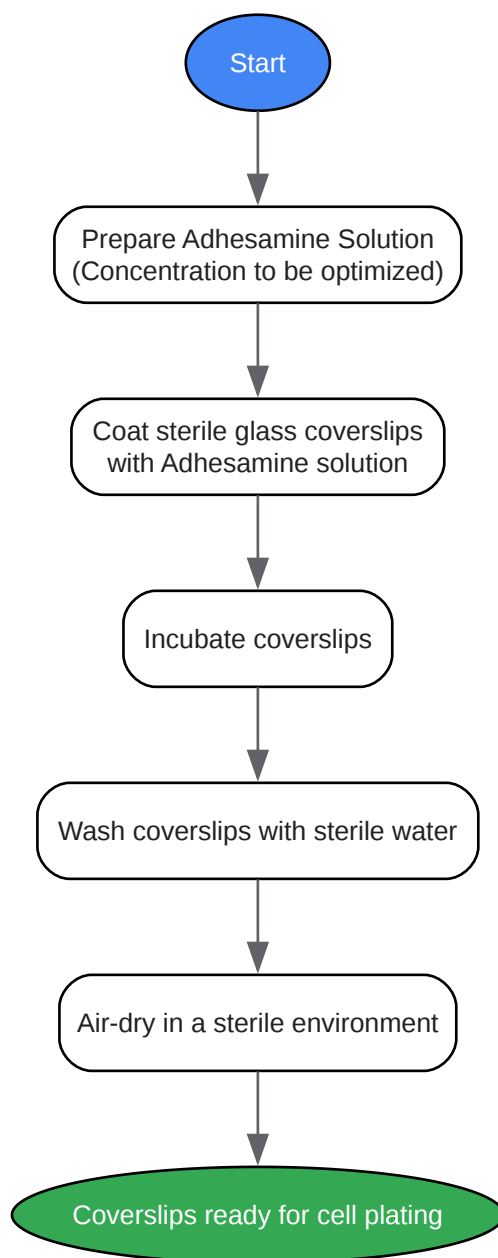 Start
Prepare Adhesamine Solution
(Concentration to be optimized)
Coat sterile glass coverslips
with Adhesamine solution
Incubate coverslips
Wash coverslips with sterile water
Air-dry in a sterile environment
Coverslips ready for cell plating